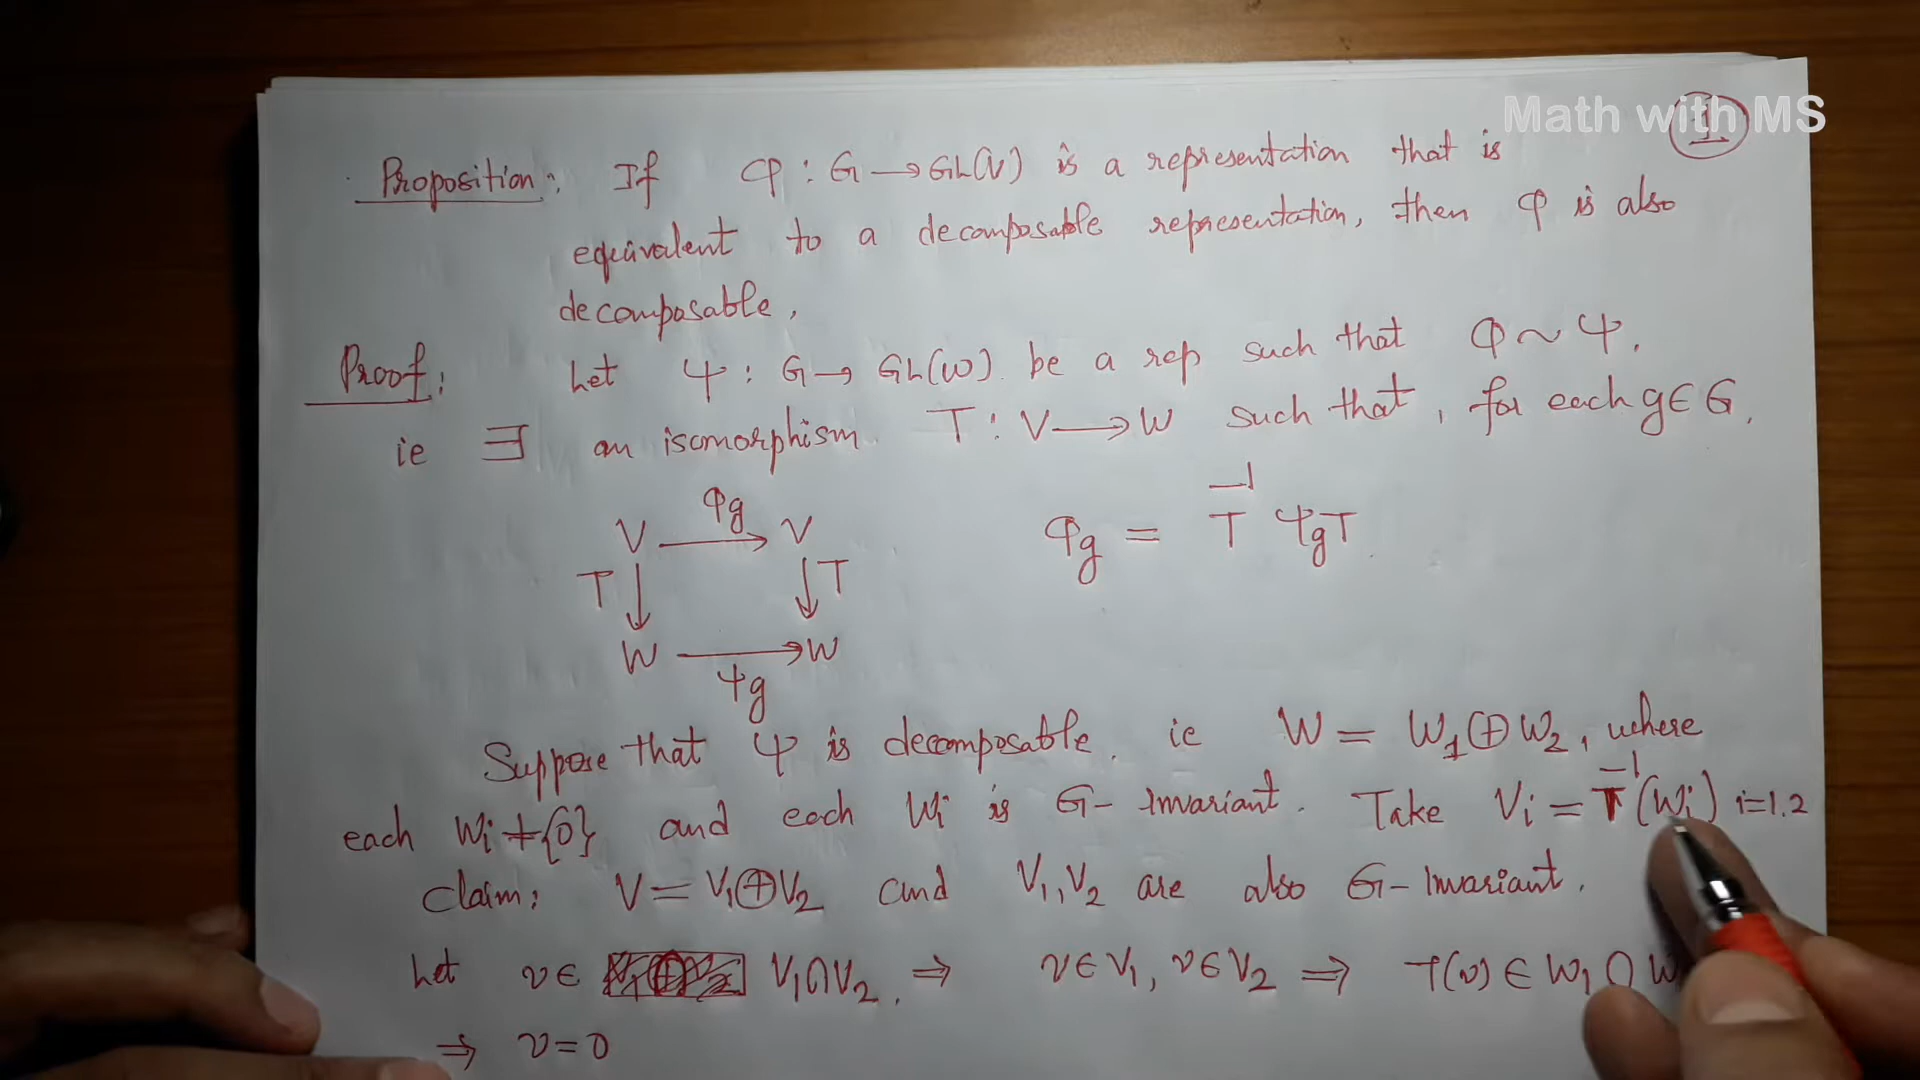 Math with MS
1
Proposition: If φ : G → GL(V) is a representation that is
equivalent to a decomposable representation, then φ is also
decomposable.
Proof: Let ψ : G → GL(W) be a rep such that φ ~ ψ.
ie ∃ an isomorphism T : V → W such that, for each g ∈ G,
V φg V φg = T⁻¹ ψg T
T T
W ψg W
Suppose that ψ is decomposable. ie W = W₁ ⊕ W₂, where
each Wi ≠ {0} and each Wi is G-invariant. Take Vi = T⁻¹(Wi) i=1.2
Claim: V = V₁ ⊕ V₂ and V₁, V₂ are also G-invariant.
Let v ∈ V₁ ∩ V₂. ⇒ v ∈ V₁, v ∈ V₂ ⇒ T(v) ∈ W₁ ∩ W
⇒ v = 0